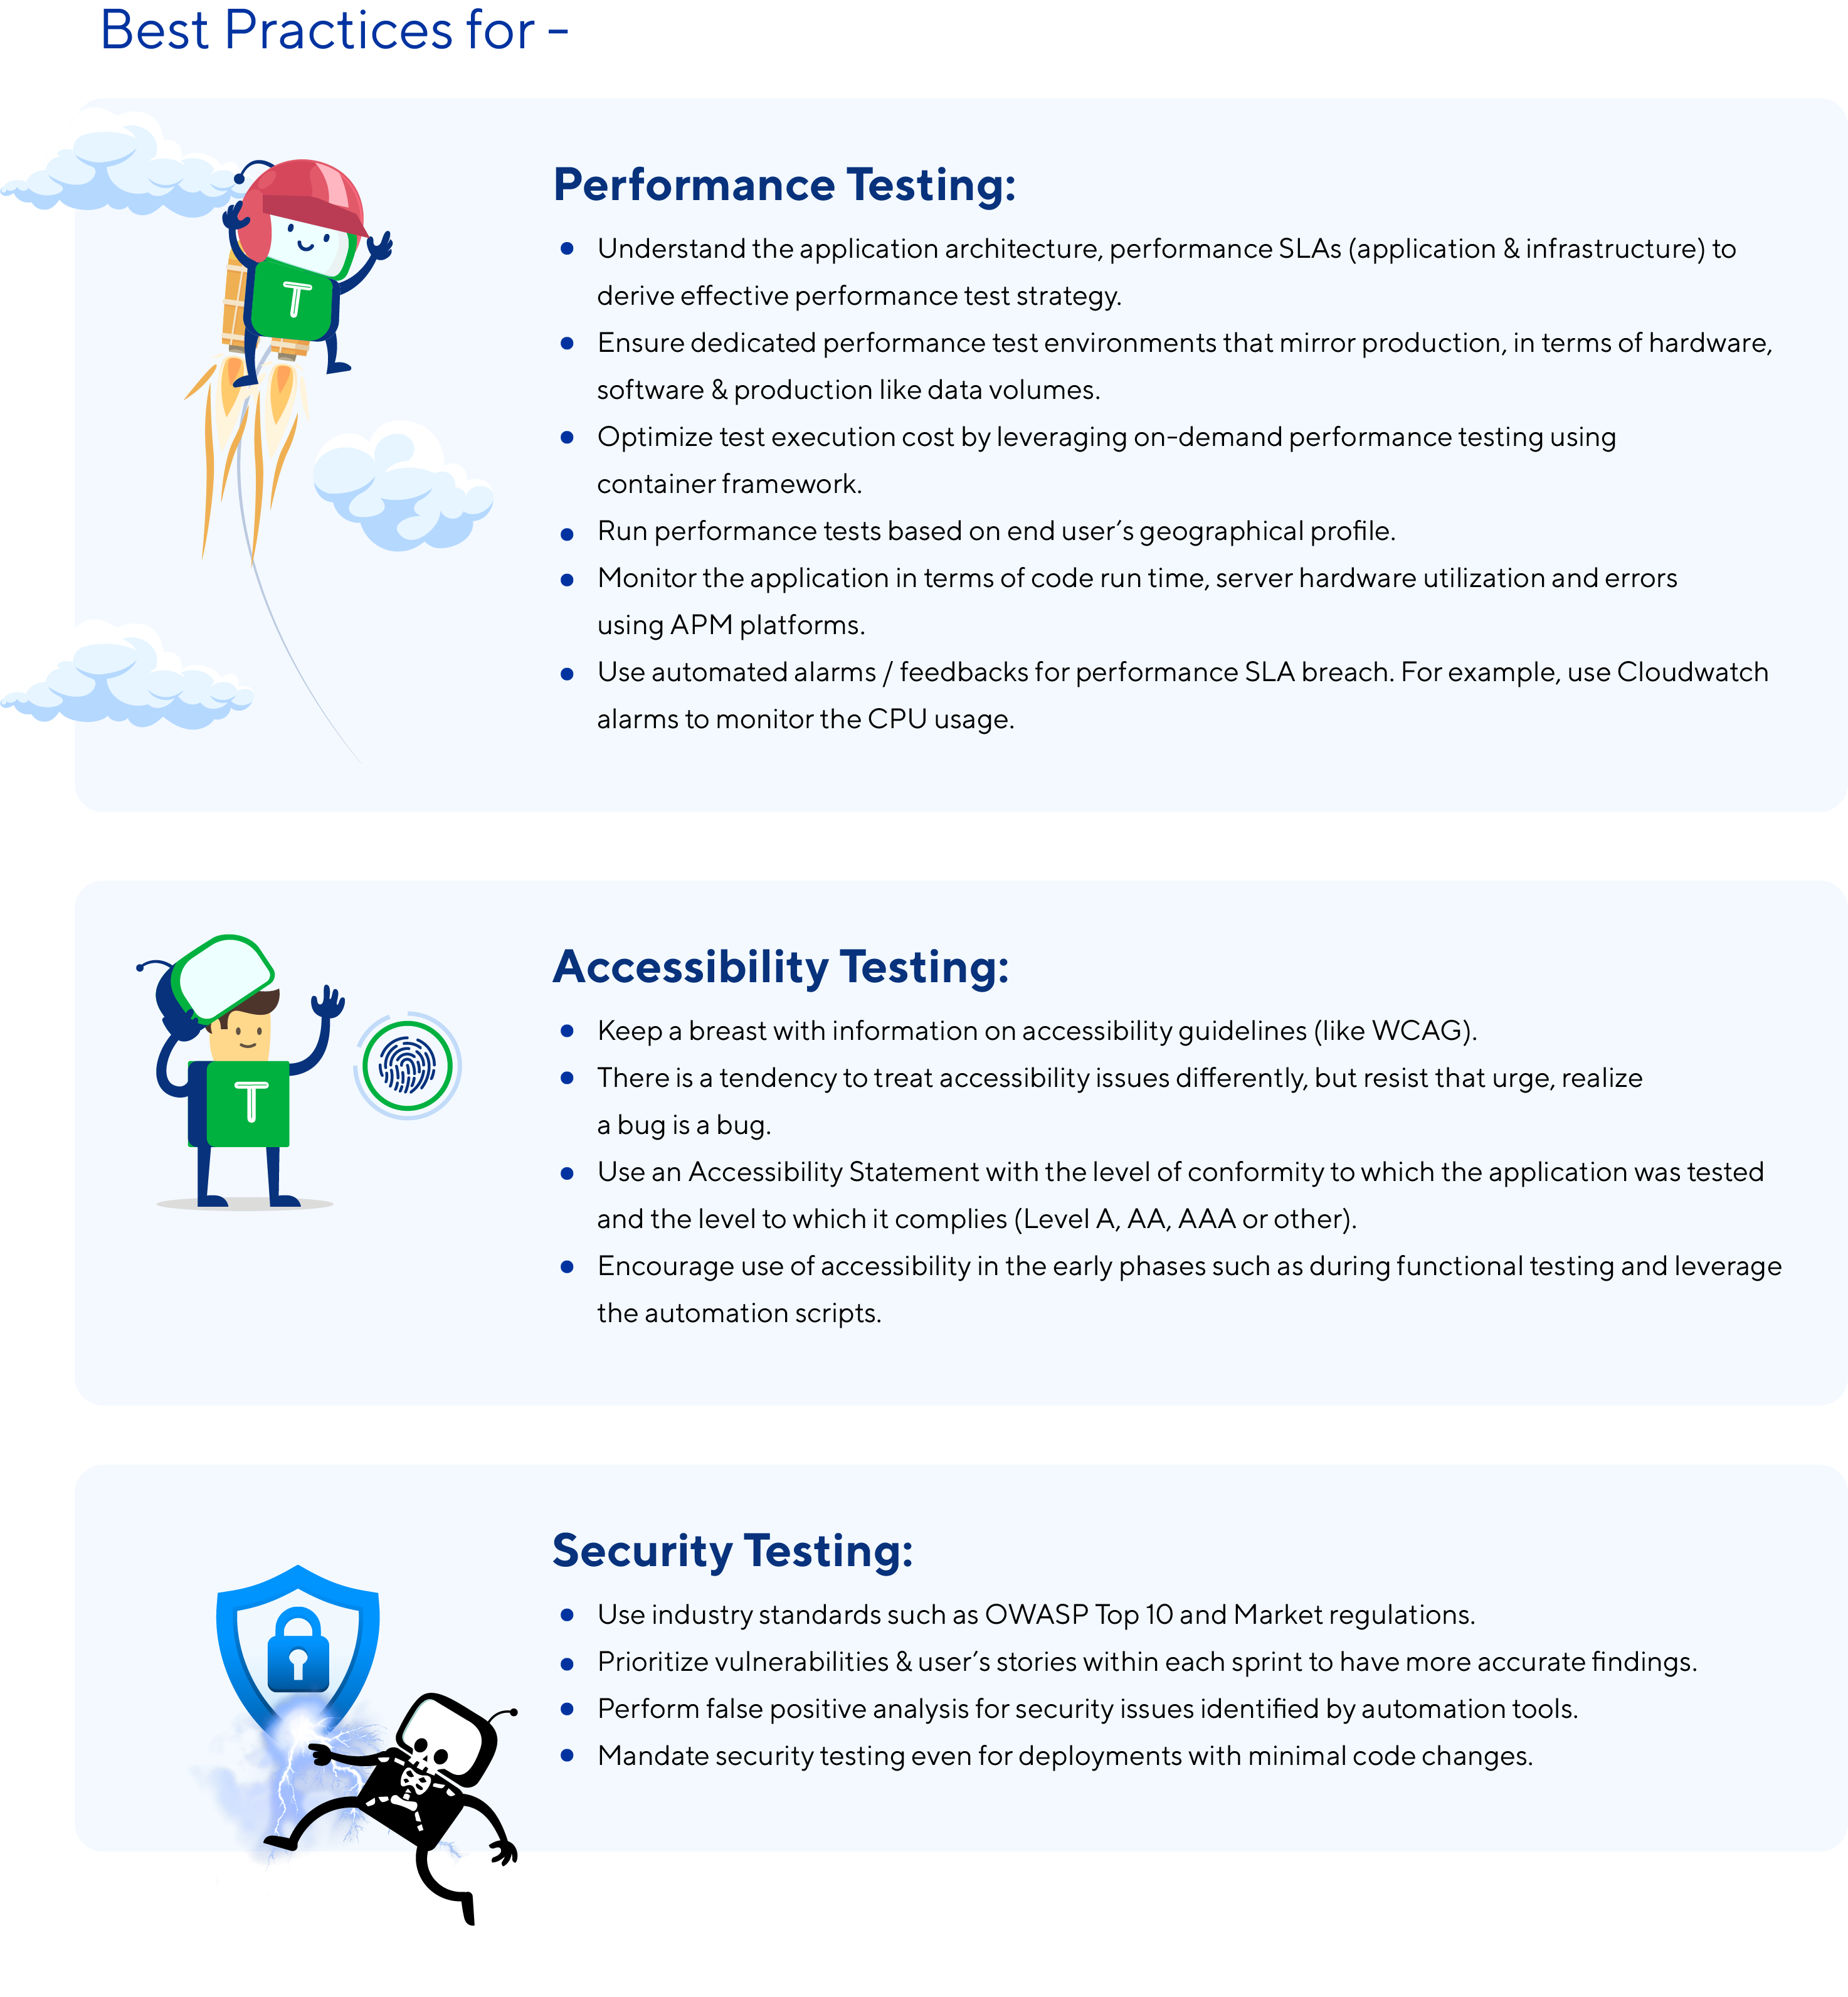 Best Practices for -
T
Performance Testing:
Understand the application architecture, performance SLAs (application & infrastructure) to
derive effective performance test strategy.
Ensure dedicated performance test environments that mirror production, in terms of hardware,
software & production like data volumes.
Optimize test execution cost by leveraging on-demand performance testing using
container framework.
Run performance tests based on end user’s geographical profile.
Monitor the application in terms of code run time, server hardware utilization and errors
using APM platforms.
Use automated alarms / feedbacks for performance SLA breach. For example, use Cloudwatch
alarms to monitor the CPU usage.
T
Accessibility Testing:
Keep a breast with information on accessibility guidelines (like WCAG).
There is a tendency to treat accessibility issues differently, but resist that urge, realize
a bug is a bug.
Use an Accessibility Statement with the level of conformity to which the application was tested
and the level to which it complies (Level A, AA, AAA or other).
Encourage use of accessibility in the early phases such as during functional testing and leverage
the automation scripts.
Security Testing:
Use industry standards such as OWASP Top 10 and Market regulations.
Prioritize vulnerabilities & user’s stories within each sprint to have more accurate findings.
Perform false positive analysis for security issues identified by automation tools.
Mandate security testing even for deployments with minimal code changes.